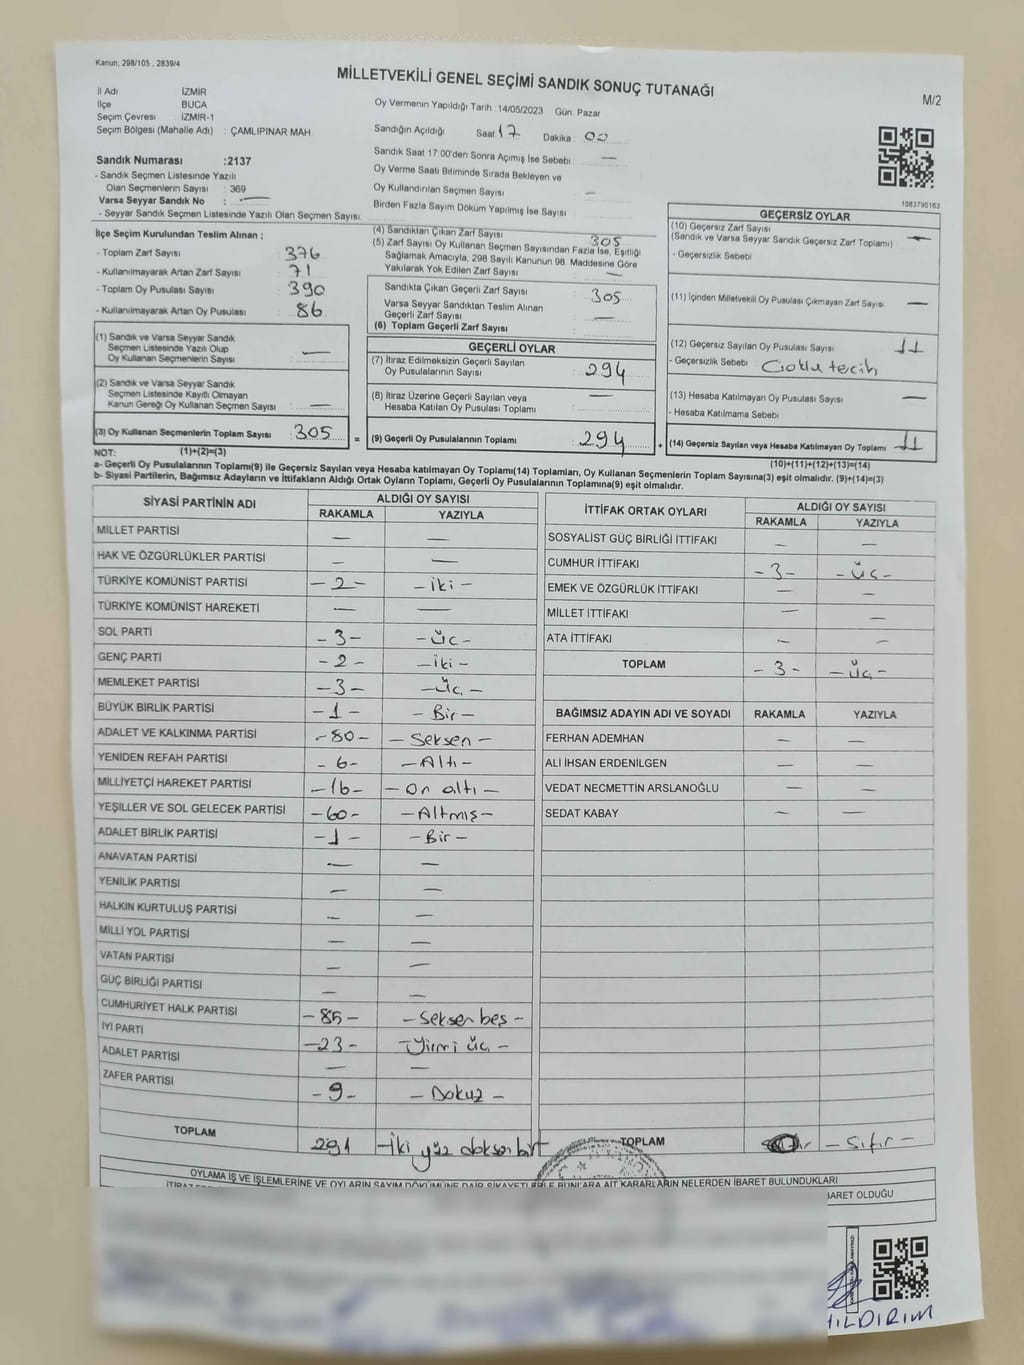 Kanun, 298/105 , 2839/4
MİLLETVEKİLİ GENEL SEÇİMİ SANDIK SONUÇ TUTANAĞI
M/2
İl Adı : İZMİR
İlçe BUCA
Seçim Çevresi : İZMİR-1
Seçim Bölgesi (Mahalle Adı) : ÇAMLIPINAR MAH.
Sandık Numarası :2137
- Sandık Seçmen Listesinde Yazılı
Olan Seçmenlerin Sayısı : 369
Varsa Seyyar Sandık No : —
- Seyyar Sandık Seçmen Listesinde Yazılı Olan Seçmen Sayısı:
Oy Vermenin Yapıldığı Tarih :14/05/2023 Gün: Pazar
Sandığın Açıldığı Saat 17 Dakika : 00
Sandık Saat 17:00'den Sonra Açımış İse Sebebi : —
Oy Verme Saati Bitiminde Sırada Bekleyen ve
Oy Kullandırılan Seçmen Sayısı : —
Birden Fazla Sayım Döküm Yapılmış İse Sayısı :
1083790163
İlçe Seçim Kurulundan Teslim Alınan :
- Toplam Zarf Sayısı : 376
- Kullanılmayarak Artan Zarf Sayısı : 71
- Toplam Oy Pusulası Sayısı : 390
- Kullanılmayarak Artan Oy Pusulası : 86
(1) Sandık ve Varsa Seyyar Sandık
Seçmen Listesinde Yazılı Olup
Oy Kullanan Seçmenlerin Sayısı : —
(2) Sandık ve Varsa Seyyar Sandık
Seçmen Listesinde Kayıtlı Olmayan
Kanun Gereği Oy Kullanan Seçmen Sayısı : —
(3) Oy Kullanan Seçmenlerin Toplam Sayısı : 305
(1)+(2)=(3)
(4) Sandıktan Çıkan Zarf Sayısı : 305
(5) Zarf Sayısı Oy Kullanan Seçmen Sayısından Fazla İse, Eşitliği
Sağlamak Amacıyla, 298 Sayılı Kanunun 98. Maddesine Göre
Yakılarak Yok Edilen Zarf Sayısı : —
Sandıkta Çıkan Geçerli Zarf Sayısı : 305
Varsa Seyyar Sandıktan Teslim Alınan
Geçerli Zarf Sayısı : —
(6) Toplam Geçerli Zarf Sayısı :
GEÇERLİ OYLAR
(7) İtiraz Edilmeksizin Geçerli Sayılan
Oy Pusulalarının Sayısı : 294
(8) İtiraz Üzerine Geçerli Sayılan veya
Hesaba Katılan Oy Pusulası Toplamı : —
= (9) Geçerli Oy Pusulalarının Toplamı : 294
GEÇERSİZ OYLAR
(10) Geçersiz Zarf Sayısı : —
(Sandık ve Varsa Seyyar Sandık Geçersiz Zarf Toplamı)
- Geçersizlik Sebebi :
(11) İçinden Milletvekili Oy Pusulası Çıkmayan Zarf Sayısı : —
(12) Geçersiz Sayılan Oy Pusulası Sayısı : 11
- Geçersizlik Sebebi : Çoklu tercih
(13) Hesaba Katılmayan Oy Pusulası Sayısı : —
- Hesaba Katılmama Sebebi :
+ (14) Geçersiz Sayılan veya Hesaba Katılmayan Oy Toplamı : 11
(10)+(11)+(12)+(13)=(14)
NOT:
a- Geçerli Oy Pusulalarının Toplamı(9) ile Geçersiz Sayılan veya Hesaba katılmayan Oy Toplamı(14) Toplamları, Oy Kullanan Seçmenlerin Toplam Sayısına(3) eşit olmalıdır. (9)+(14)=(3)
b- Siyasi Partilerin, Bağımsız Adayların ve İttifakların Aldığı Ortak Oyların Toplamı, Geçerli Oy Pusulalarının Toplamına(9) eşit olmalıdır.
SİYASİ PARTİNİN ADI ALDIĞI OY SAYISI
RAKAMLA YAZIYLA
MİLLET PARTİSİ — —
HAK VE ÖZGÜRLÜKLER PARTİSİ — —
TÜRKİYE KOMÜNİST PARTİSİ -2- -iki-
TÜRKİYE KOMÜNİST HAREKETİ — —
SOL PARTİ -3- -Üç-
GENÇ PARTİ -2- -İki-
MEMLEKET PARTİSİ -3- -Üç-
BÜYÜK BİRLİK PARTİSİ -1- -Bir-
ADALET VE KALKINMA PARTİSİ -80- -Seksen-
YENİDEN REFAH PARTİSİ -6- -Altı-
MİLLİYETÇİ HAREKET PARTİSİ -16- -On altı-
YEŞİLLER VE SOL GELECEK PARTİSİ -60- -Altmış-
ADALET BİRLİK PARTİSİ -1- -Bir-
ANAVATAN PARTİSİ — —
YENİLİK PARTİSİ — —
HALKIN KURTULUŞ PARTİSİ — —
MİLLİ YOL PARTİSİ — —
VATAN PARTİSİ — —
GÜÇ BİRLİĞİ PARTİSİ — —
CUMHURİYET HALK PARTİSİ -85- -Seksen beş-
İYİ PARTİ -23- -Yirmi üç-
ADALET PARTİSİ — —
ZAFER PARTİSİ -9- -Dokuz-
TOPLAM 291 -İki yüz doksan bir
İTTİFAK ORTAK OYLARI ALDIĞI OY SAYISI
RAKAMLA YAZIYLA
SOSYALİST GÜÇ BİRLİĞİ İTTİFAKI — —
CUMHUR İTTİFAKI -3- -Üç-
EMEK VE ÖZGÜRLÜK İTTİFAKI — —
MİLLET İTTİFAKI — —
ATA İTTİFAKI — —
TOPLAM -3- -Üç-
BAĞIMSIZ ADAYIN ADI VE SOYADI RAKAMLA YAZIYLA
FERHAN ADEMHAN — —
ALİ İHSAN ERDENİLGEN — —
VEDAT NECMETTİN ARSLANOĞLU — —
SEDAT KABAY — —
TOPLAM -Sıfır-
OYLAMA İŞ VE İŞLEMLERİNE VE OYLARIN SAYIM DÖKÜMÜNE DAİR ŞİKAYETLERLE BUNLARA AİT KARARLARIN NELERDEN İBARET BULUNDUKLARI
İBARET OLDUĞU
YILDIRIM